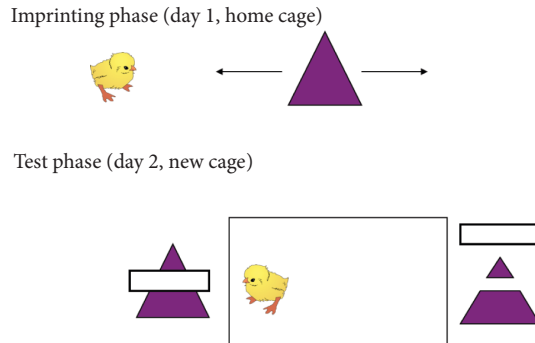 Imprinting phase (day 1, home cage)
Test phase (day 2, new cage)